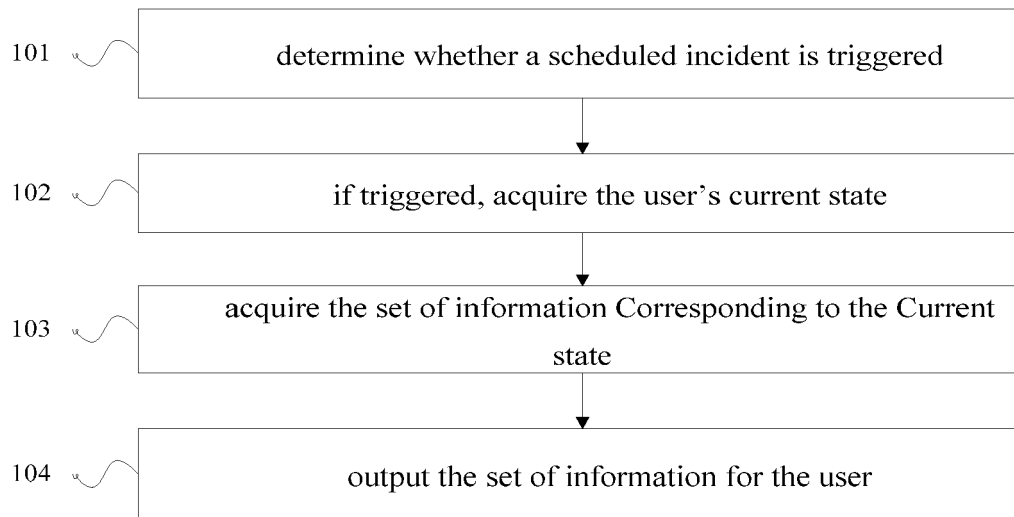 101 determine whether a scheduled incident is triggered
102 if triggered, acquire the user's current state
103 acquire the set of information Corresponding to the Current
state
104 output the set of information for the user